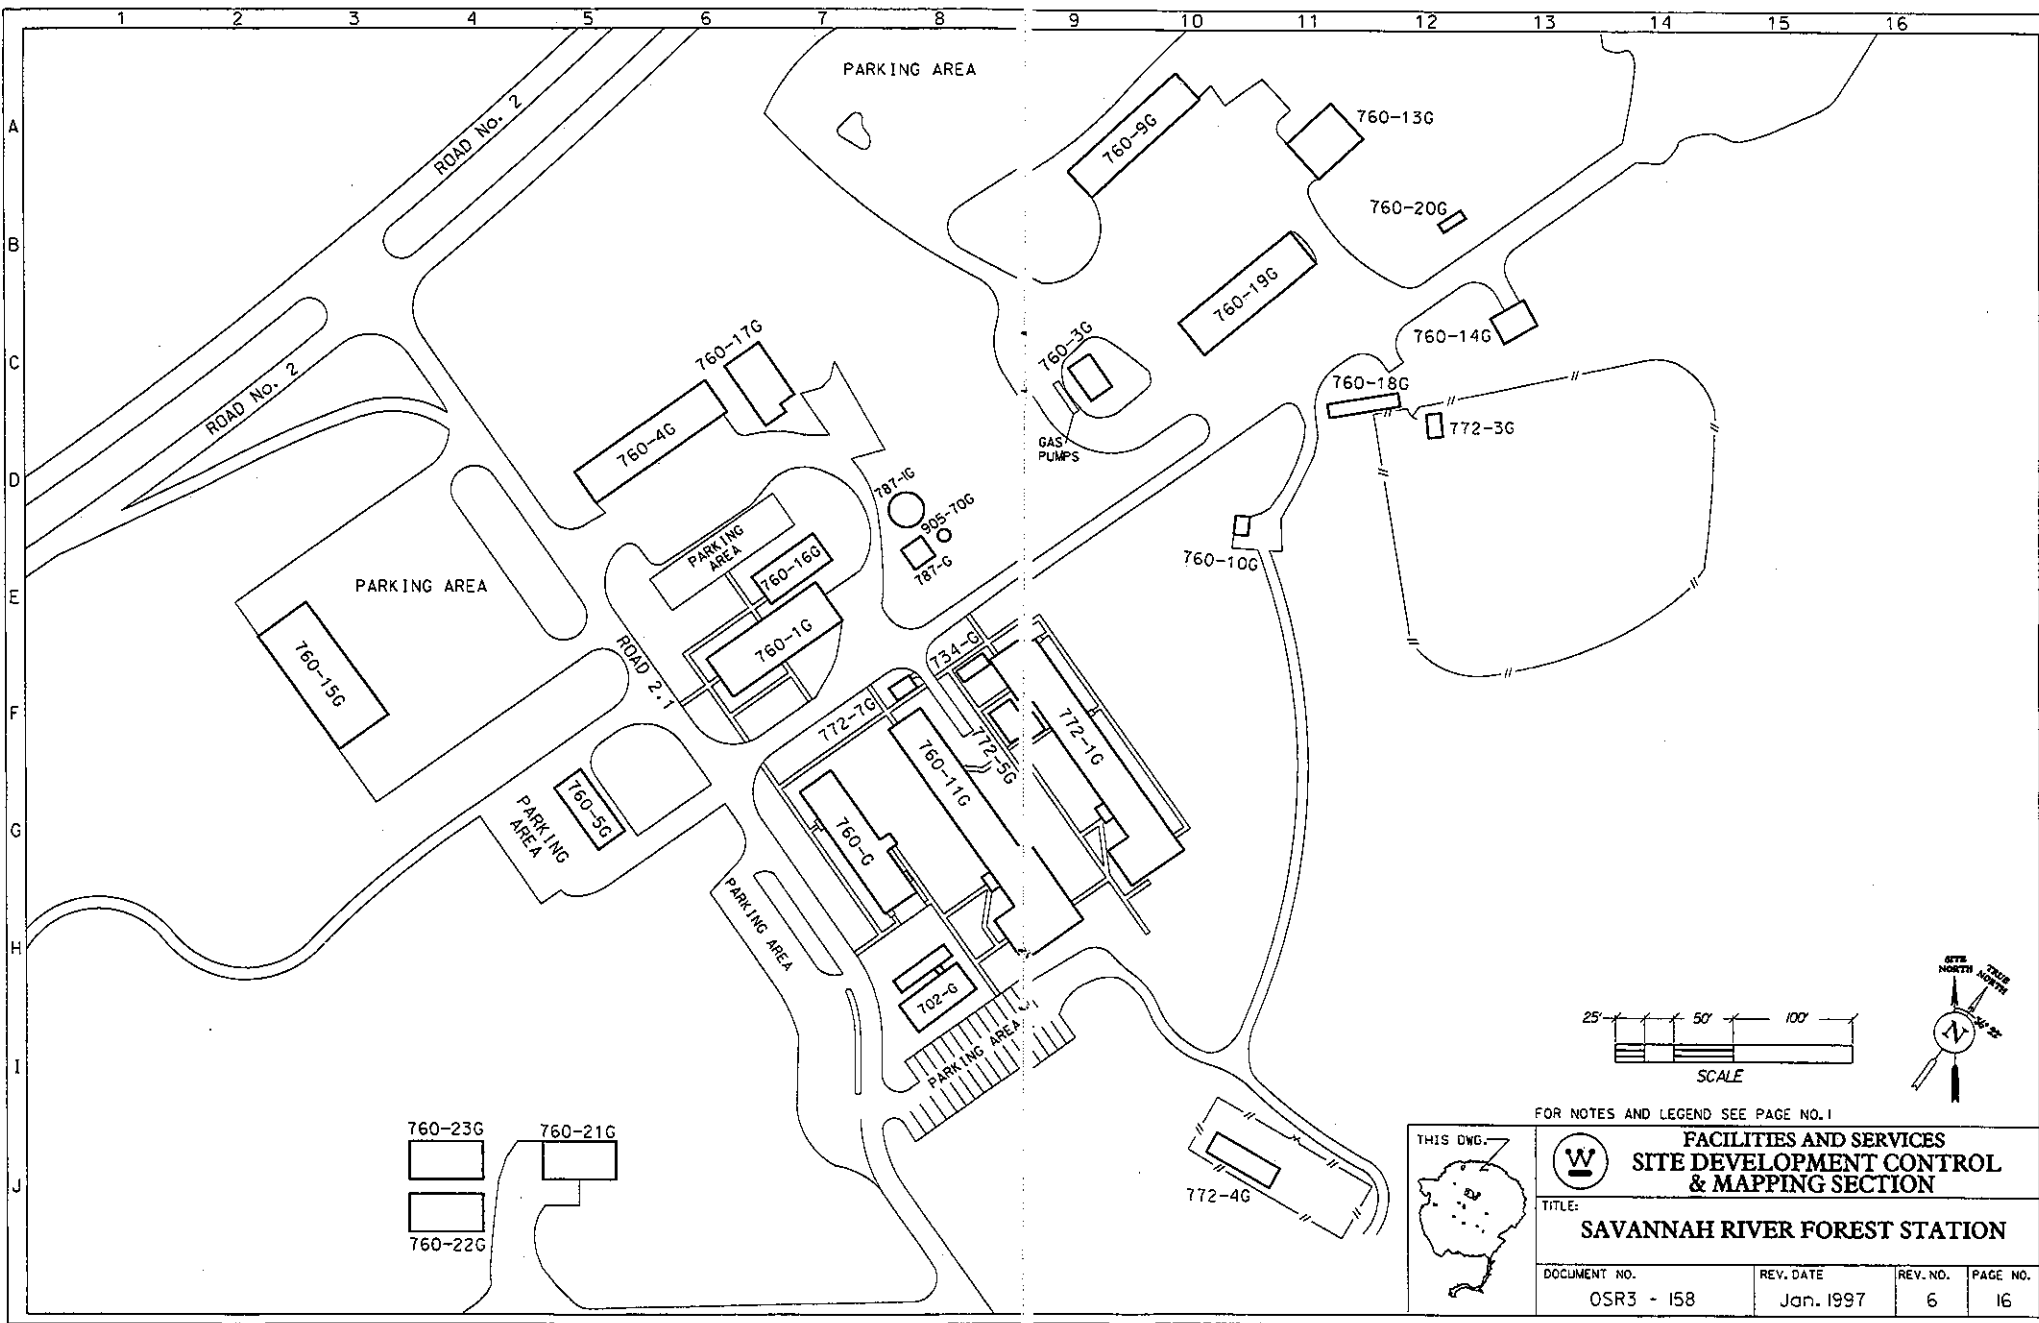 1 2 3 4 5 6 7 8 9 10 11 12 13 14 15 16
A
B
C
D
E
F
G
H
I
J
PARKING AREA
ROAD No. 2
760-9G
760-13G
760-20G
760-19G
760-14G
ROAD No. 2
760-17G
760-3G
760-18G
772-3G
760-4G
GAS
PUMPS
787-1G
905-70G
787-G
PARKING
AREA
760-16G
760-10G
PARKING AREA
760-1G
760-15G
ROAD 2.1
734-G
772-7G
772-5G
772-1G
760-11G
760-5G
PARKING
AREA
760-G
PARKING AREA
702-G
PARKING AREA
SITE
NORTH
TRUE
NORTH
N
25' 50' 100'
SCALE
760-23G
760-21G
760-22G
772-4G
FOR NOTES AND LEGEND SEE PAGE NO.1
THIS DWG.
W
FACILITIES AND SERVICES
SITE DEVELOPMENT CONTROL
& MAPPING SECTION
TITLE:
SAVANNAH RIVER FOREST STATION
DOCUMENT NO.
OSR3 - 158
REV. DATE
Jan. 1997
REV. NO.
6
PAGE NO.
16